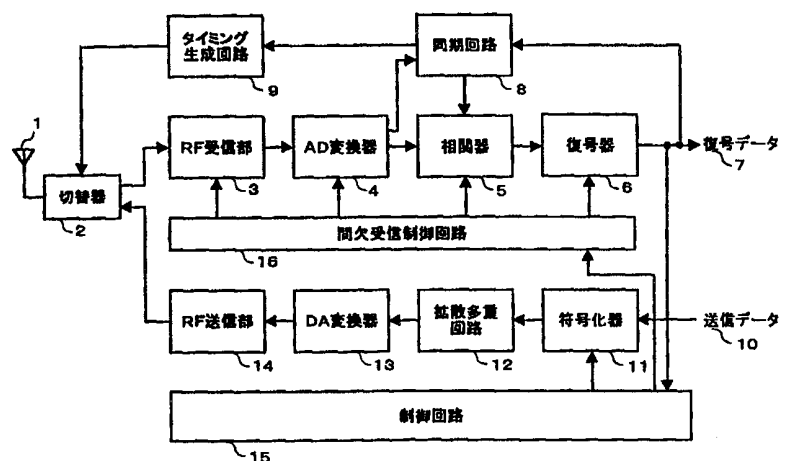 タイミング
生成回路
9
同期回路
8
1
RF受信部
3
AD変換器
4
相関器
5
復号器
6
復号データ
7
切替器
2
間欠受信制御回路
16
RF送信部
14
DA変換器
13
拡散多重
回路
12
符号化器
11
送信データ
10
制御回路
15